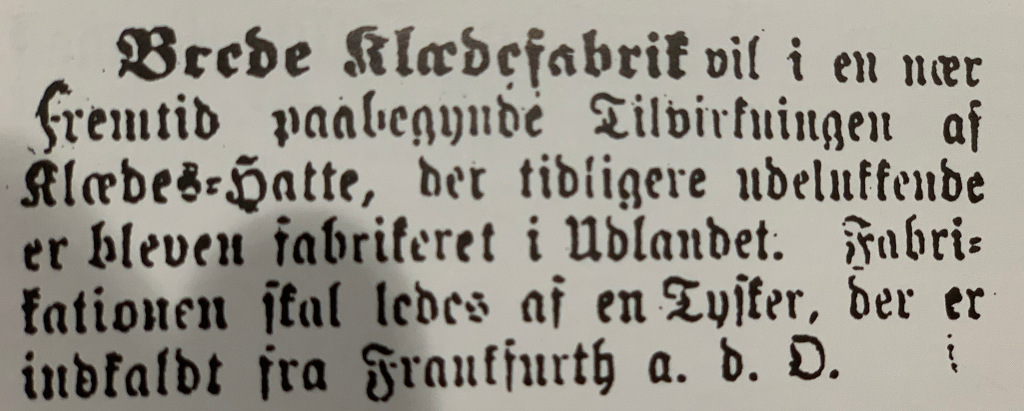 Brede Klædefabrik vil i en nær
Fremtid paabegynde Tilvirkningen af
Klædes-Hatte, der tidligere udelukkende
er bleven fabrikeret i Udlandet. Fabri-
kationen skal ledes af en Tysker, der er
indkaldt fra Frankfurth a. d. O.